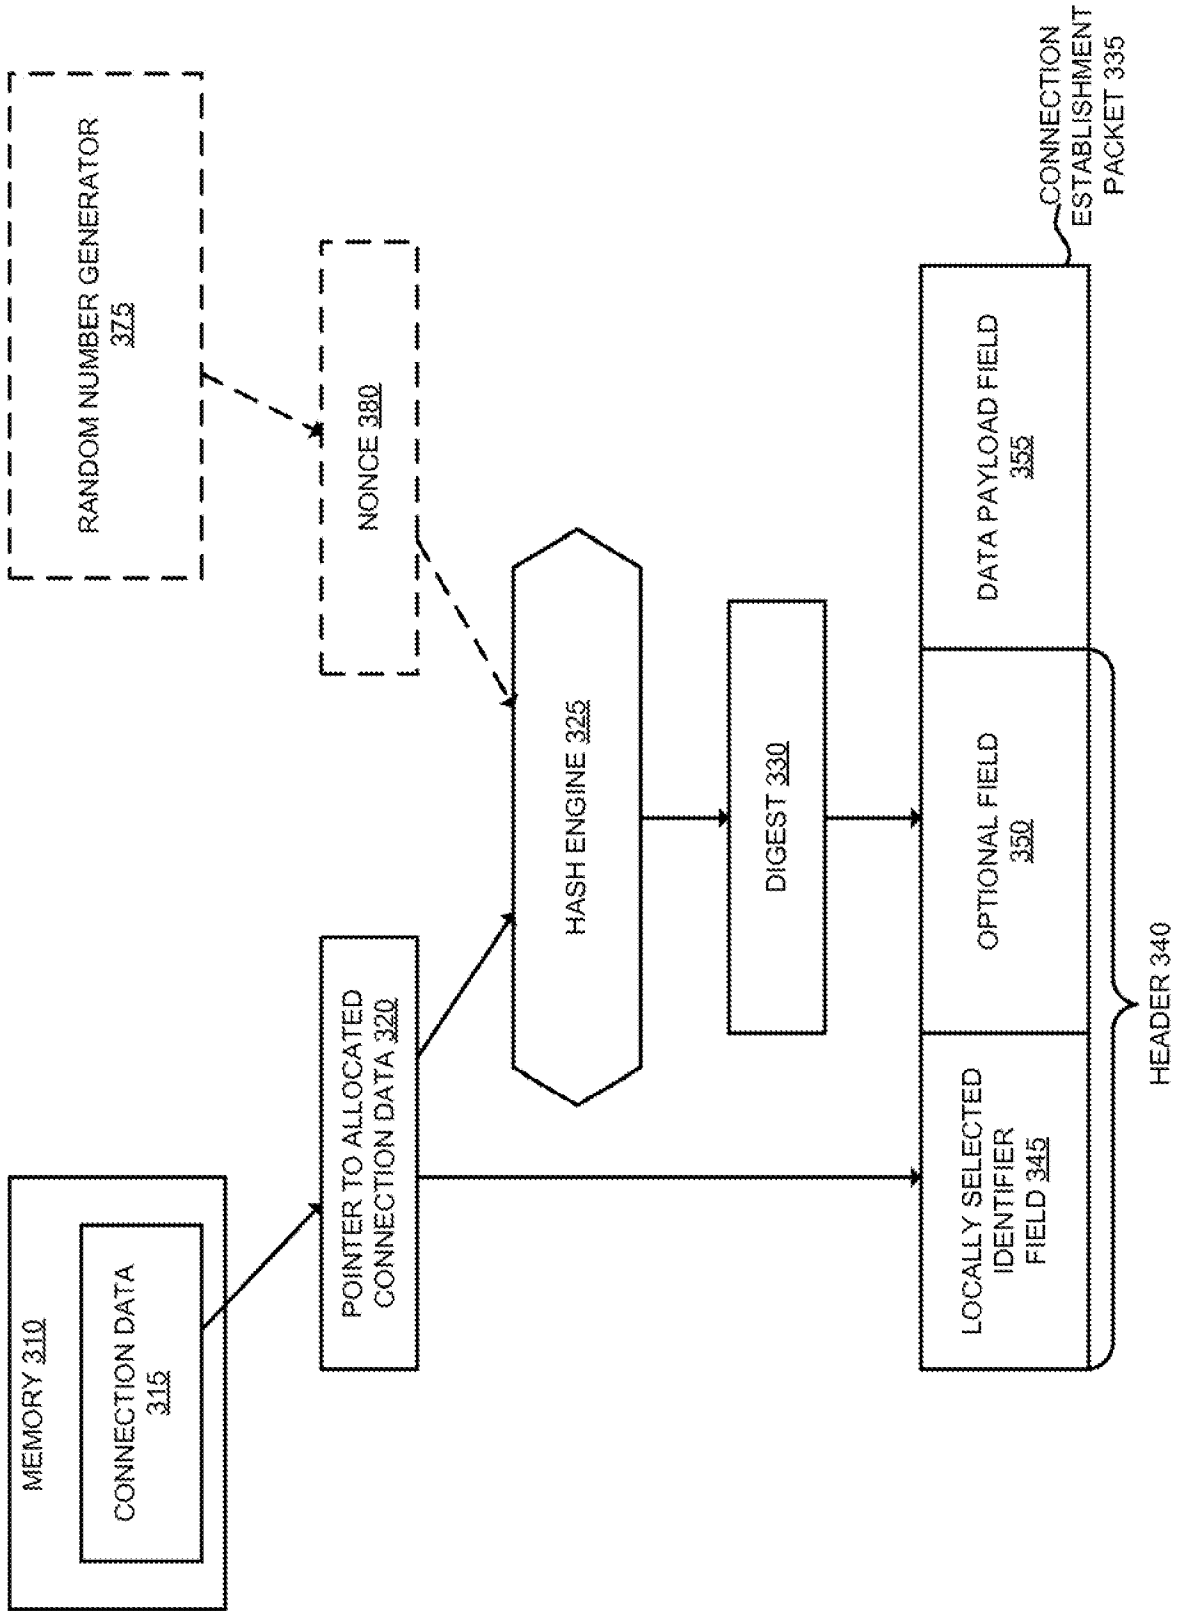 MEMORY 310
CONNECTION DATA
315
RANDOM NUMBER GENERATOR
375
POINTER TO ALLOCATED
CONNECTION DATA 320
NONCE 380
HASH ENGINE 325
DIGEST 330
LOCALLY SELECTED
IDENTIFIER
FIELD 345
OPTIONAL FIELD
350
DATA PAYLOAD FIELD
355
CONNECTION
ESTABLISHMENT
PACKET 335
HEADER 340